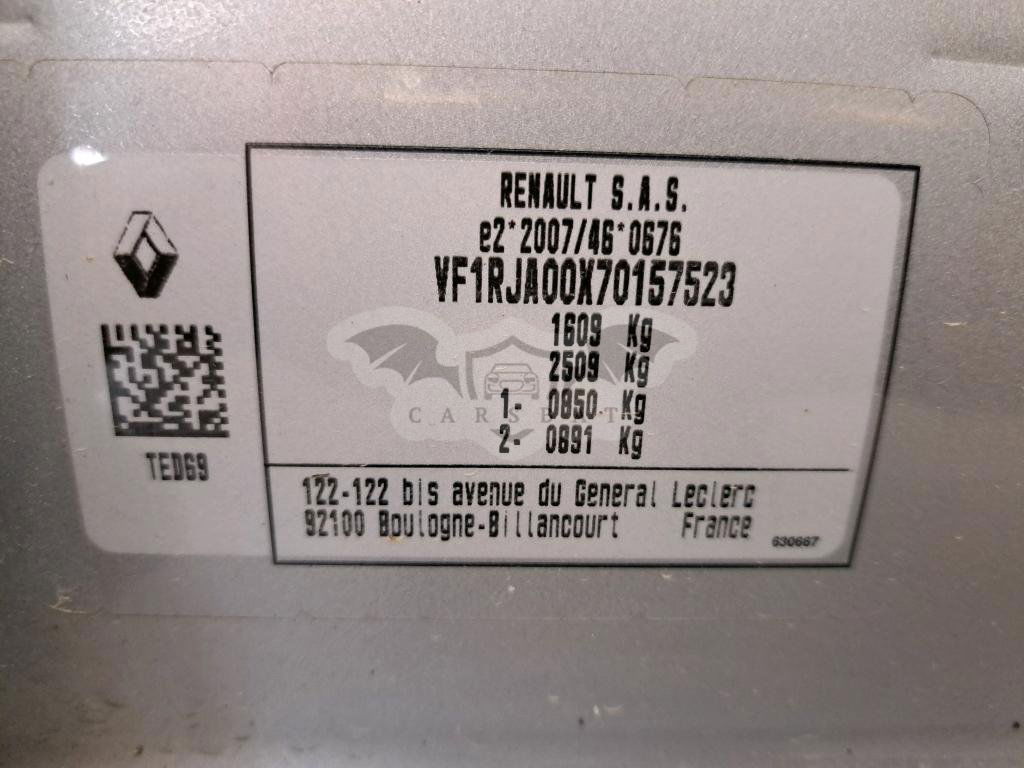 RENAULT S.A.S.
e2*2007/46*0676
VF1RJA00X70157523
1609 Kg
2509 Kg
1- 0850 Kg
2- 0891 Kg
TED69
122-122 bis avenue du General Leclerc
92100 Boulogne-Billancourt France
630667